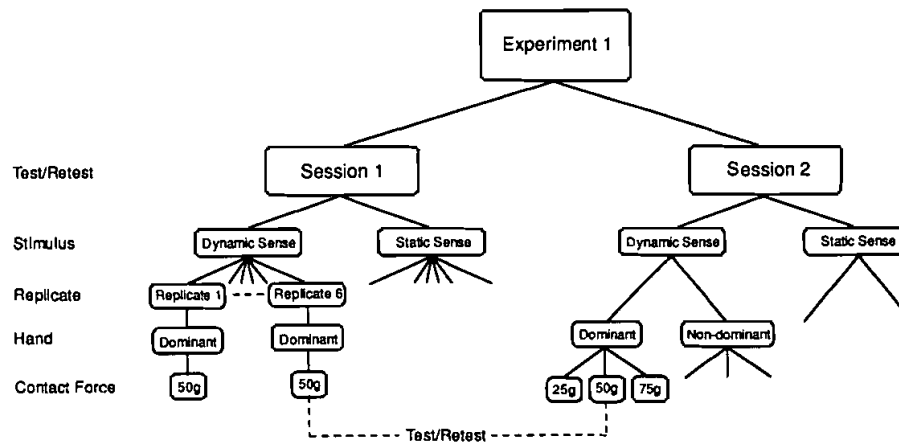 Experiment 1
Test/Retest
Session 1
Session 2
Stimulus
Dynamic Sense
Static Sense
Dynamic Sense
Static Sense
Replicate
Replicate 1
Replicate 6
Hand
Dominant
Dominant
Dominant
Non-dominant
Contact Force
50g
50g
25g
50g
75g
Test/Retest